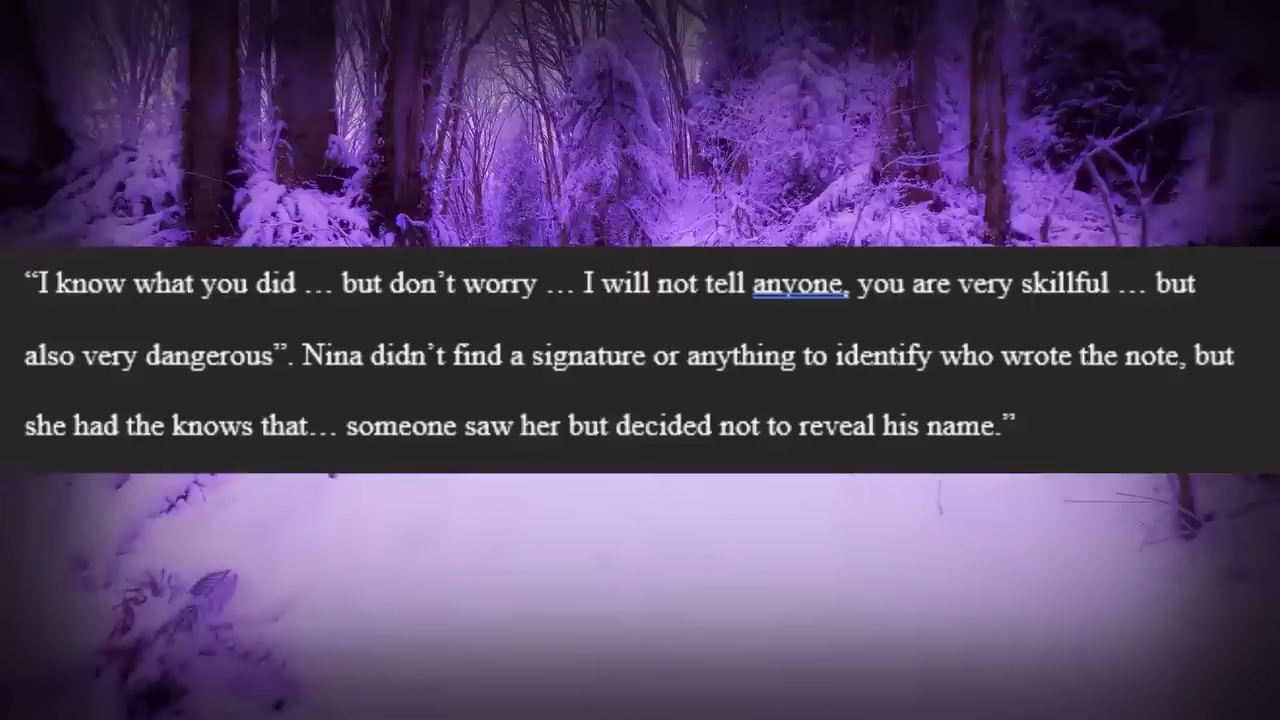 “I know what you did … but don’t worry … I will not tell anyone, you are very skillful … but
also very dangerous”. Nina didn’t find a signature or anything to identify who wrote the note, but
she had the knows that… someone saw her but decided not to reveal his name.”